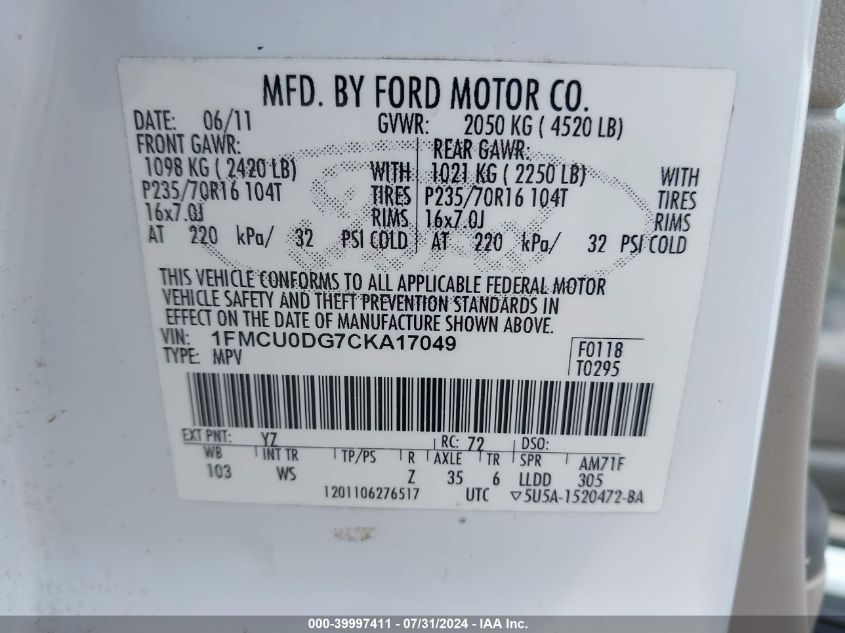 MFD. BY FORD MOTOR CO.
DATE: 06/11 GVWR: 2050 KG ( 4520 LB)
FRONT GAWR: REAR GAWR:
1098 KG ( 2420 LB) WITH 1021 KG ( 2250 LB) WITH
P235/70R16 104T TIRES P235/70R16 104T TIRES
16x7.0J RIMS 16x7.0J RIMS
AT 220 kPa/ 32 PSI COLD AT 220 kPa/ 32 PSI COLD
THIS VEHICLE CONFORMS TO ALL APPLICABLE FEDERAL MOTOR
VEHICLE SAFETY AND THEFT PREVENTION STANDARDS IN
EFFECT ON THE DATE OF MANUFACTURE SHOWN ABOVE.
VIN: 1FMCU0DG7CKA17049 F0118
TYPE: MPV T0295
EXT PNT: YZ RC: 72 DSO:
WB INT TR TP/PS R AXLE TR SPR AM71F
103 WS Z 35 6 LLDD 305
1201106276517 UTC ▽5U5A-1520472-BA
000-39997411 - 07/31/2024 - IAA Inc.